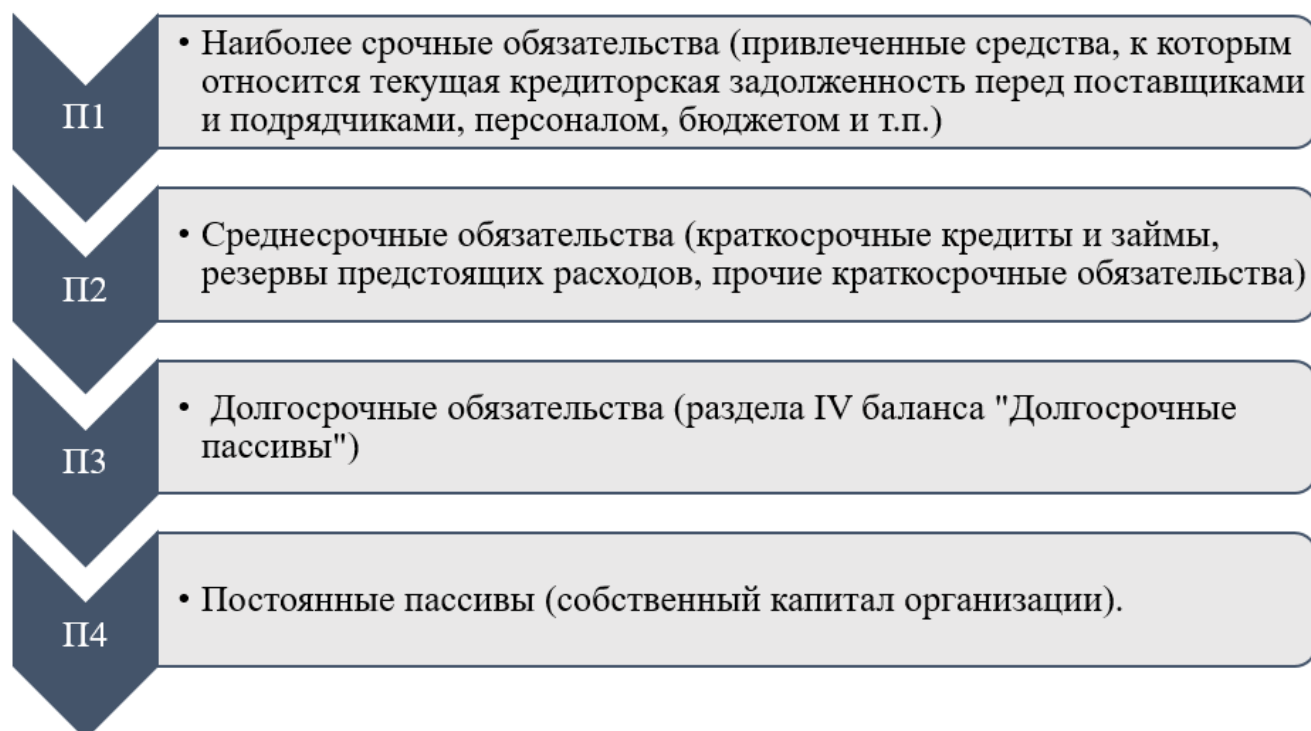 П1
• Наиболее срочные обязательства (привлеченные средства, к которым
относится текущая кредиторская задолженность перед поставщиками
и подрядчиками, персоналом, бюджетом и т.п.)
П2
• Среднесрочные обязательства (краткосрочные кредиты и займы,
резервы предстоящих расходов, прочие краткосрочные обязательства)
П3
• Долгосрочные обязательства (раздела IV баланса "Долгосрочные
пассивы")
П4
• Постоянные пассивы (собственный капитал организации).